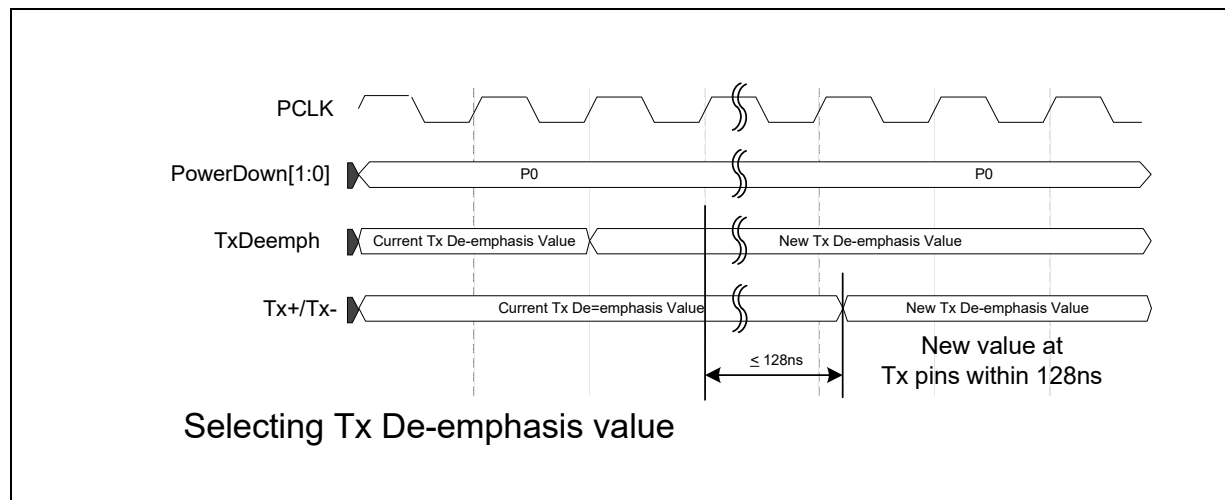 PCLK
PowerDown[1:0]
P0
P0
TxDeemph
Current Tx De-emphasis Value
New Tx De-emphasis Value
Tx+/Tx-
Current Tx De=emphasis Value
New Tx De-emphasis Value
≤ 128ns
New value at
Tx pins within 128ns
Selecting Tx De-emphasis value